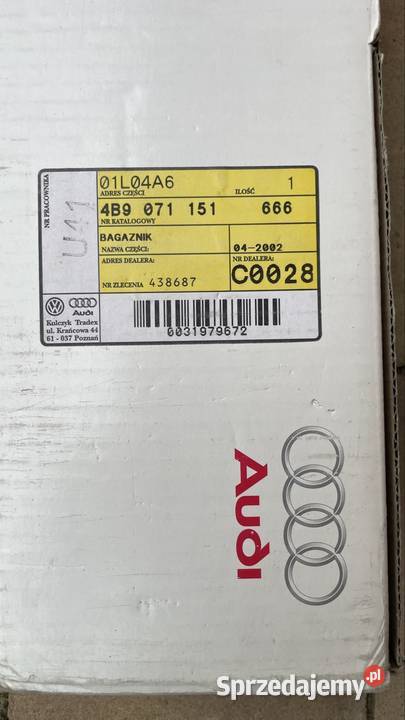 NR PRACOWNIKA
U41
01L04A6 1
ADRES CZĘŚCI ILOŚĆ
4B9 071 151 666
NR KATALOGOWY
BAGAZNIK
NAZWA CZĘŚCI: 04-2002
ADRES DEALERA: NR DEALERA:
C0028
NR ZLECENIA 438687
Audi
Kulczyk Tradex
ul. Krańcowa 44
61 - 037 Poznań
0031979672
Audi
Sprzedajemy.pl